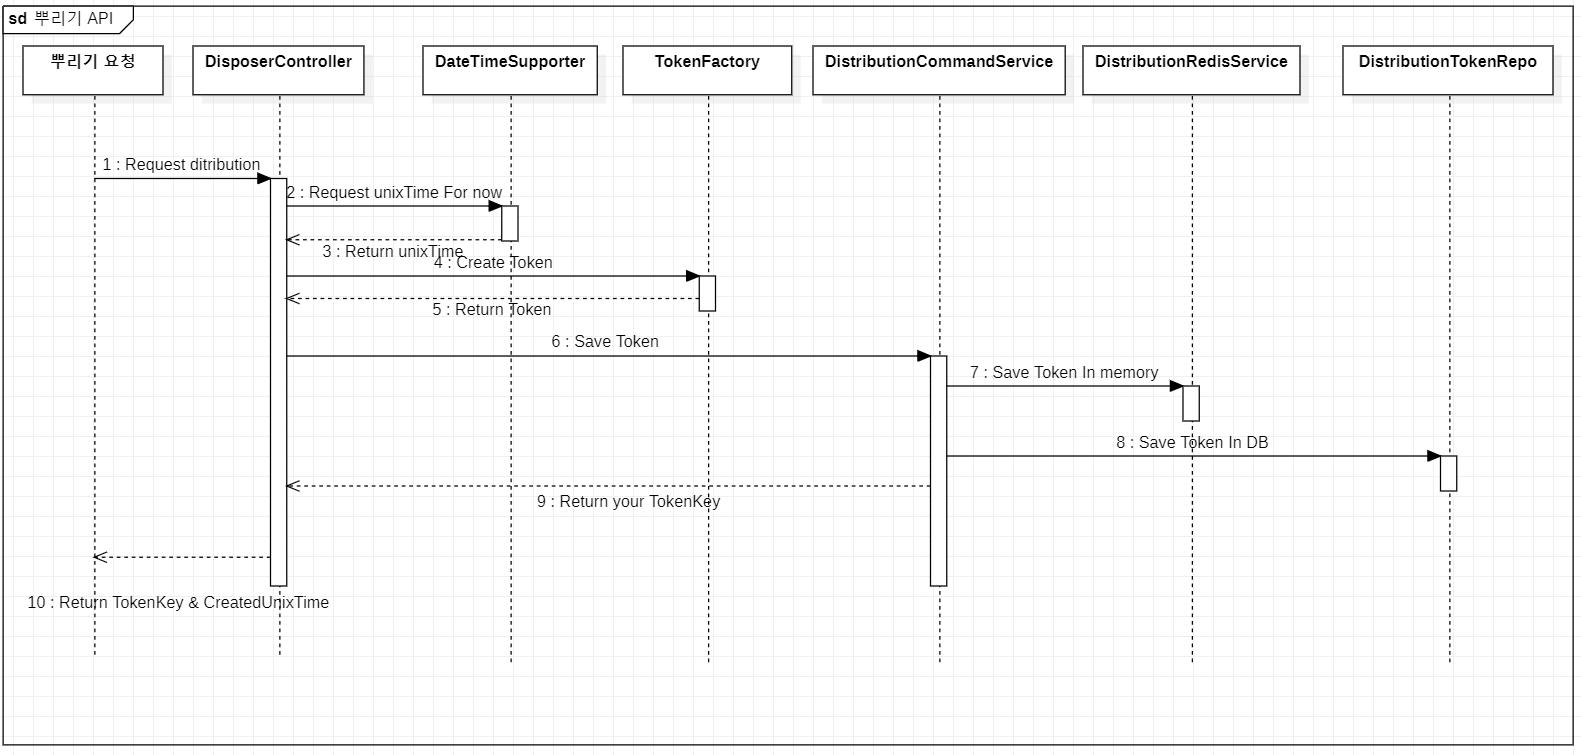 sd 뿌리기 API
뿌리기 요청
DisposerController
DateTimeSupporter
TokenFactory
DistributionCommandService
DistributionRedisService
DistributionTokenRepo
1 : Request ditribution
2 : Request unixTime For now
3 : Return unixTime
4 : Create Token
5 : Return Token
6 : Save Token
7 : Save Token In memory
8 : Save Token In DB
9 : Return your TokenKey
10 : Return TokenKey & CreatedUnixTime